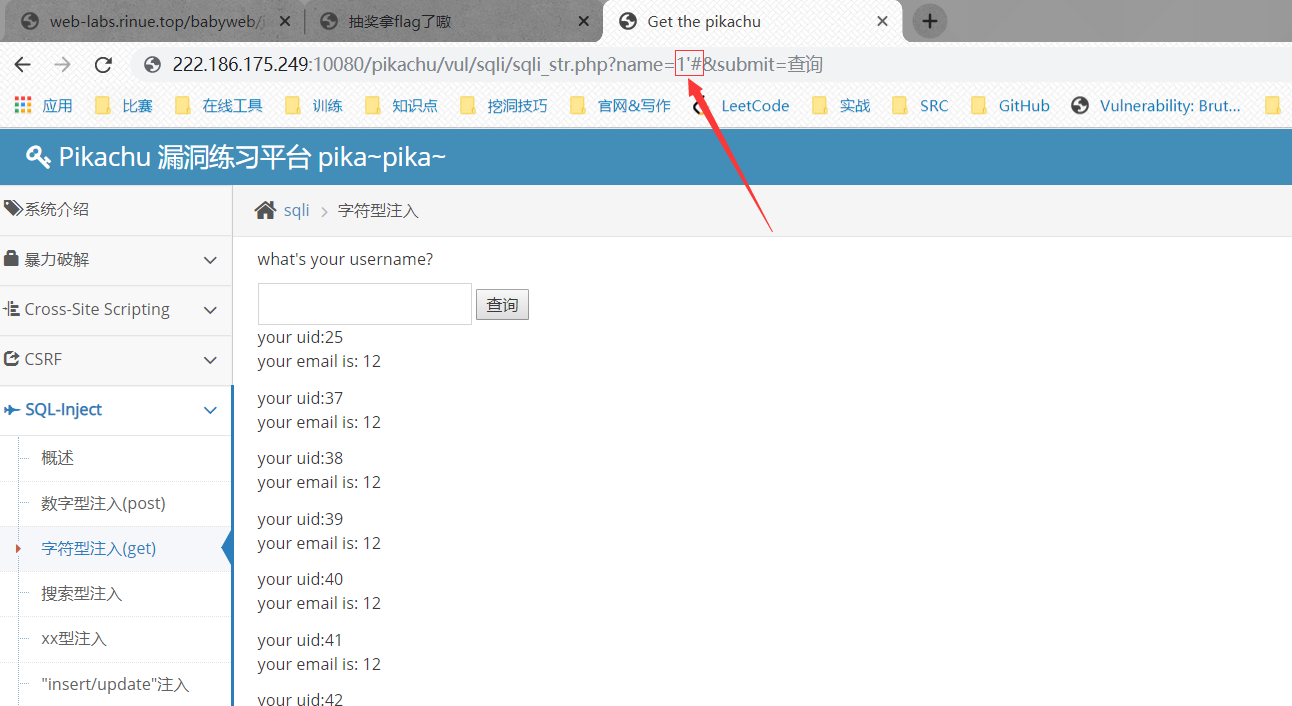 web-labs.rinue.top/babyweb/i
抽奖拿flag了嗷
Get the pikachu
222.186.175.249:10080/pikachu/vul/sqli/sqli_str.php?name=1'#&submit=查询
应用 比赛 在线工具 训练 知识点 挖洞技巧 官网&写作 LeetCode 实战 SRC GitHub Vulnerability: Brut...
Pikachu 漏洞练习平台 pika~pika~
系统介绍
暴力破解
Cross-Site Scripting
CSRF
SQL-Inject
概述
数字型注入(post)
字符型注入(get)
搜索型注入
xx型注入
"insert/update"注入
sqli > 字符型注入
what's your username?
查询
your uid:25
your email is: 12
your uid:37
your email is: 12
your uid:38
your email is: 12
your uid:39
your email is: 12
your uid:40
your email is: 12
your uid:41
your email is: 12
your uid:42